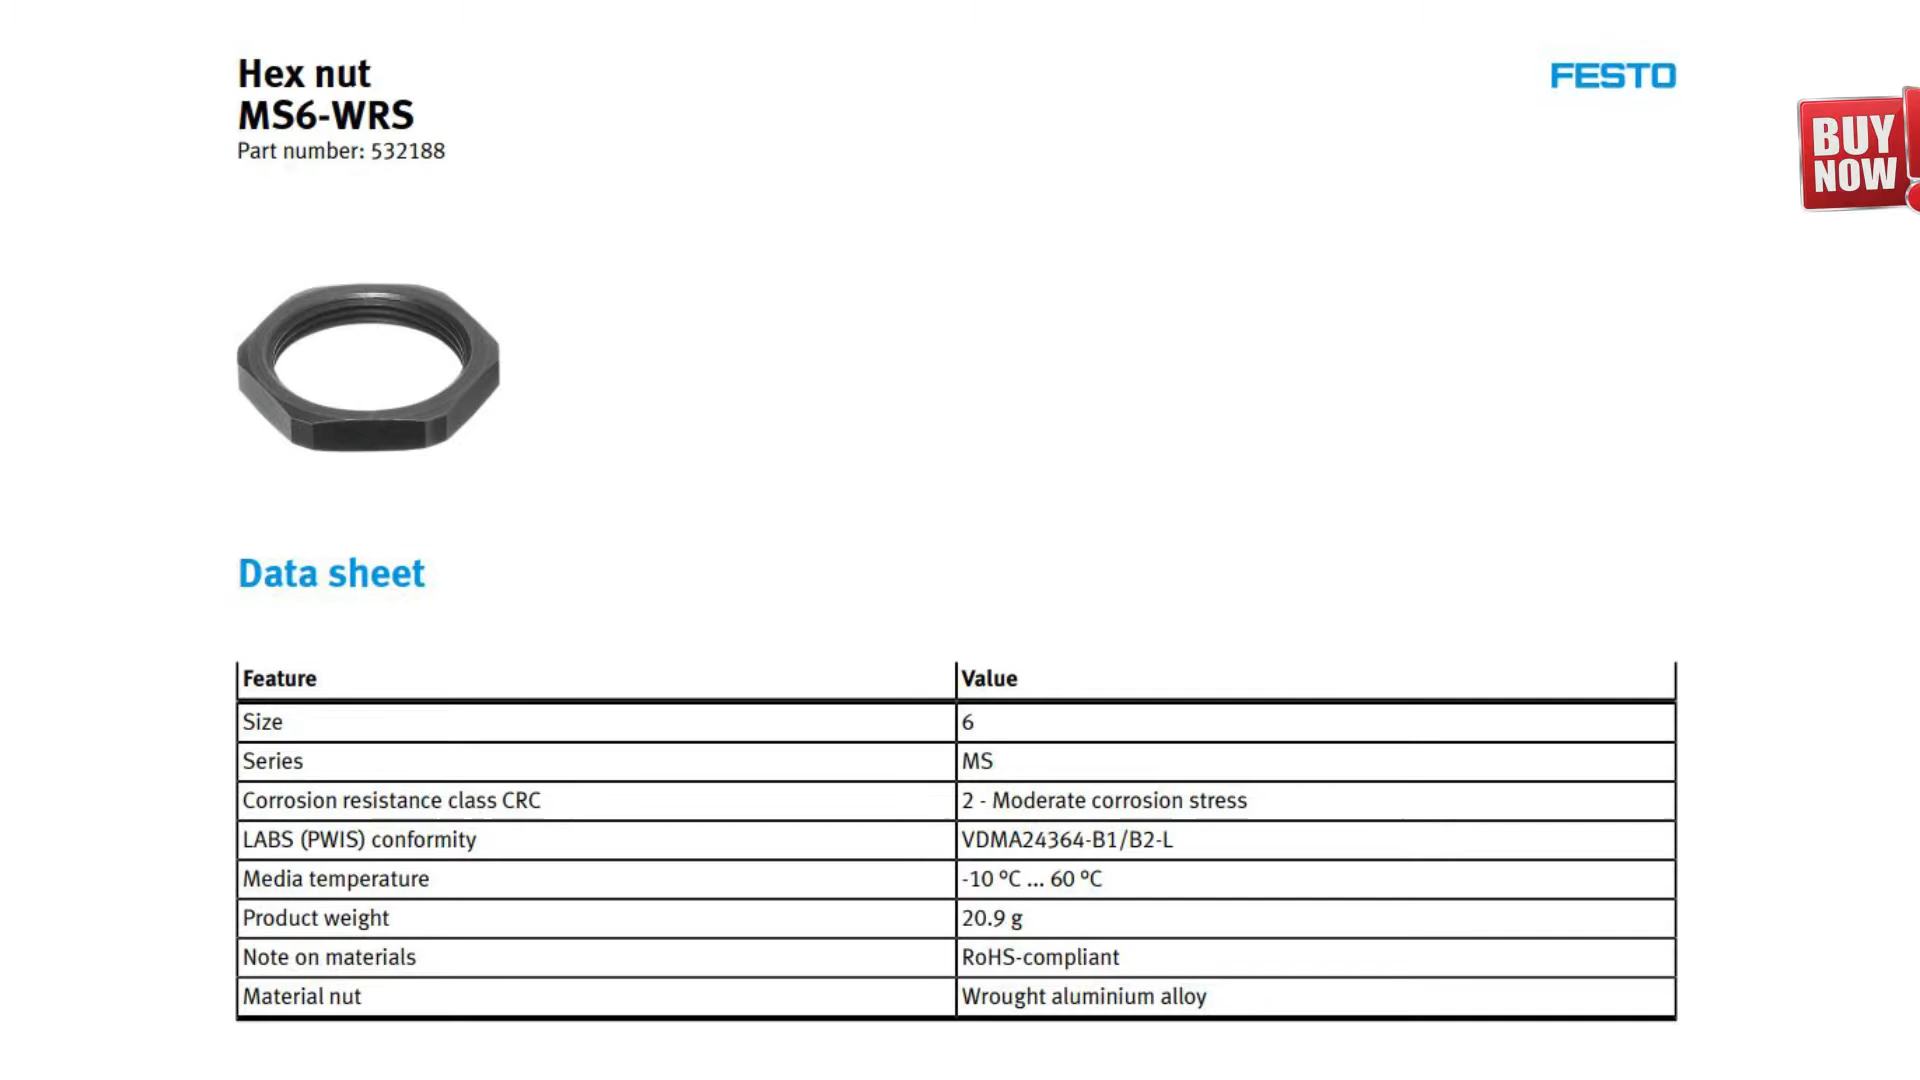 Hex nut
MS6-WRS
Part number: 532188
FESTO
BUY
NOW
Data sheet
Feature Value
Size 6
Series MS
Corrosion resistance class CRC 2 - Moderate corrosion stress
LABS (PWIS) conformity VDMA24364-B1/B2-L
Media temperature -10 ºC ... 60 ºC
Product weight 20.9 g
Note on materials RoHS-compliant
Material nut Wrought aluminium alloy